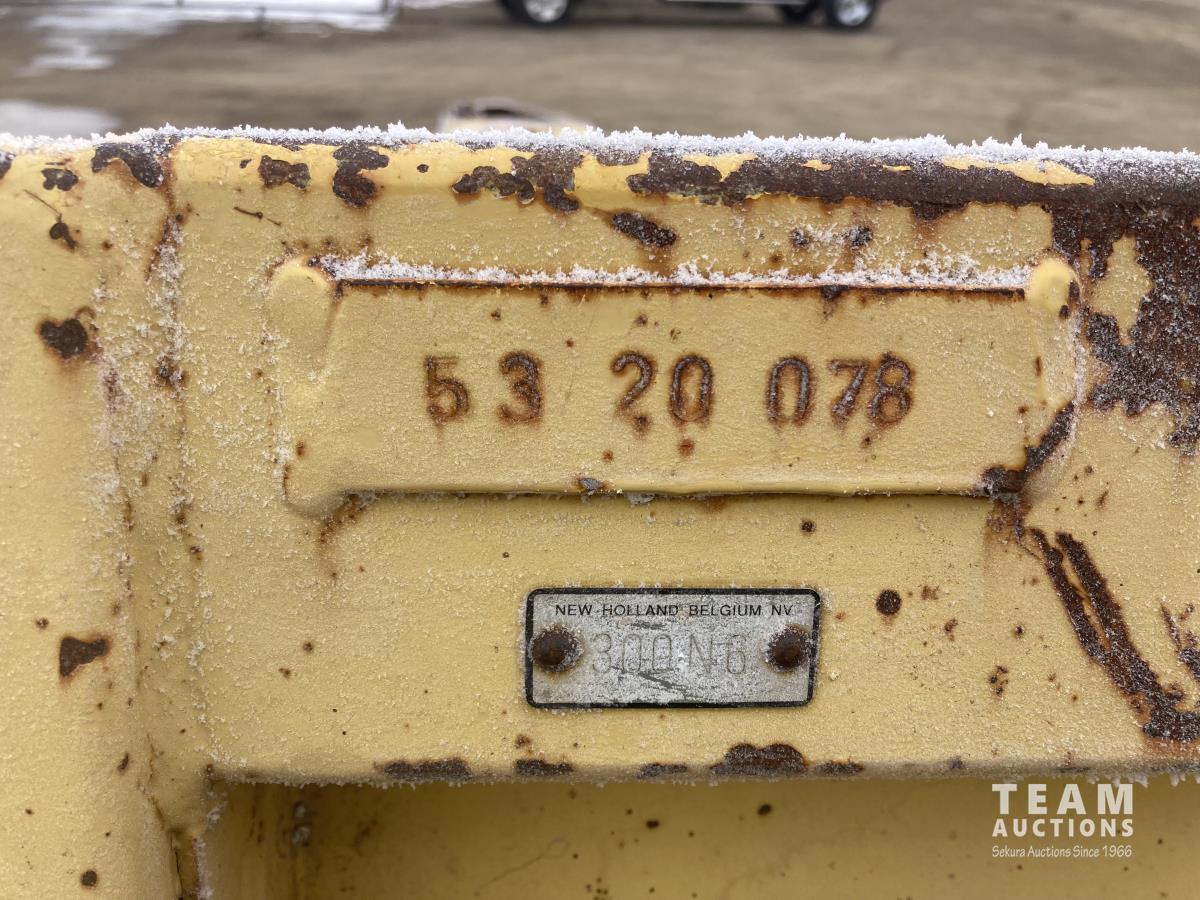 53 20 078
NEW HOLLAND BELGIUM NV
300 N6
TEAM
AUCTIONS
Sekura Auctions Since 1966